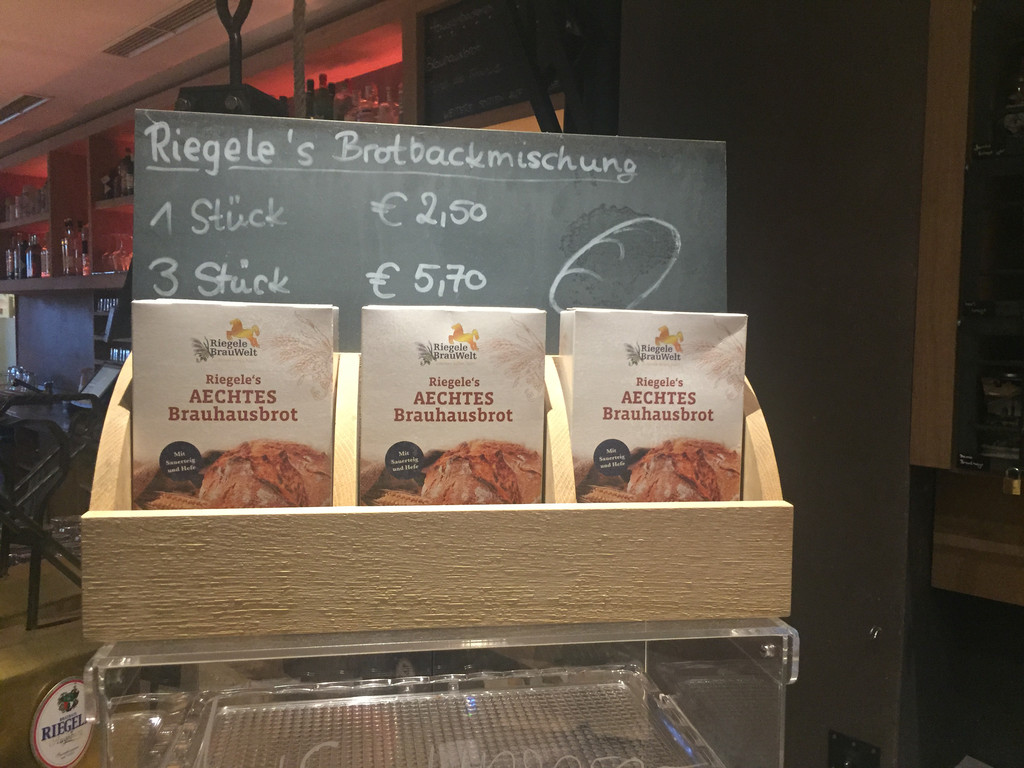 Riegele's Brotbackmischung
1 Stück € 2,50
3 Stück € 5,70
Riegele
BrauWelt
Riegele's
AECHTES
Brauhausbrot
Mit
Sauerteig
und Hefe
Riegele
BrauWelt
Riegele's
AECHTES
Brauhausbrot
Mit
Sauerteig
und Hefe
Riegele
BrauWelt
Riegele's
AECHTES
Brauhausbrot
Mit
Sauerteig
und Hefe
RIEGEL